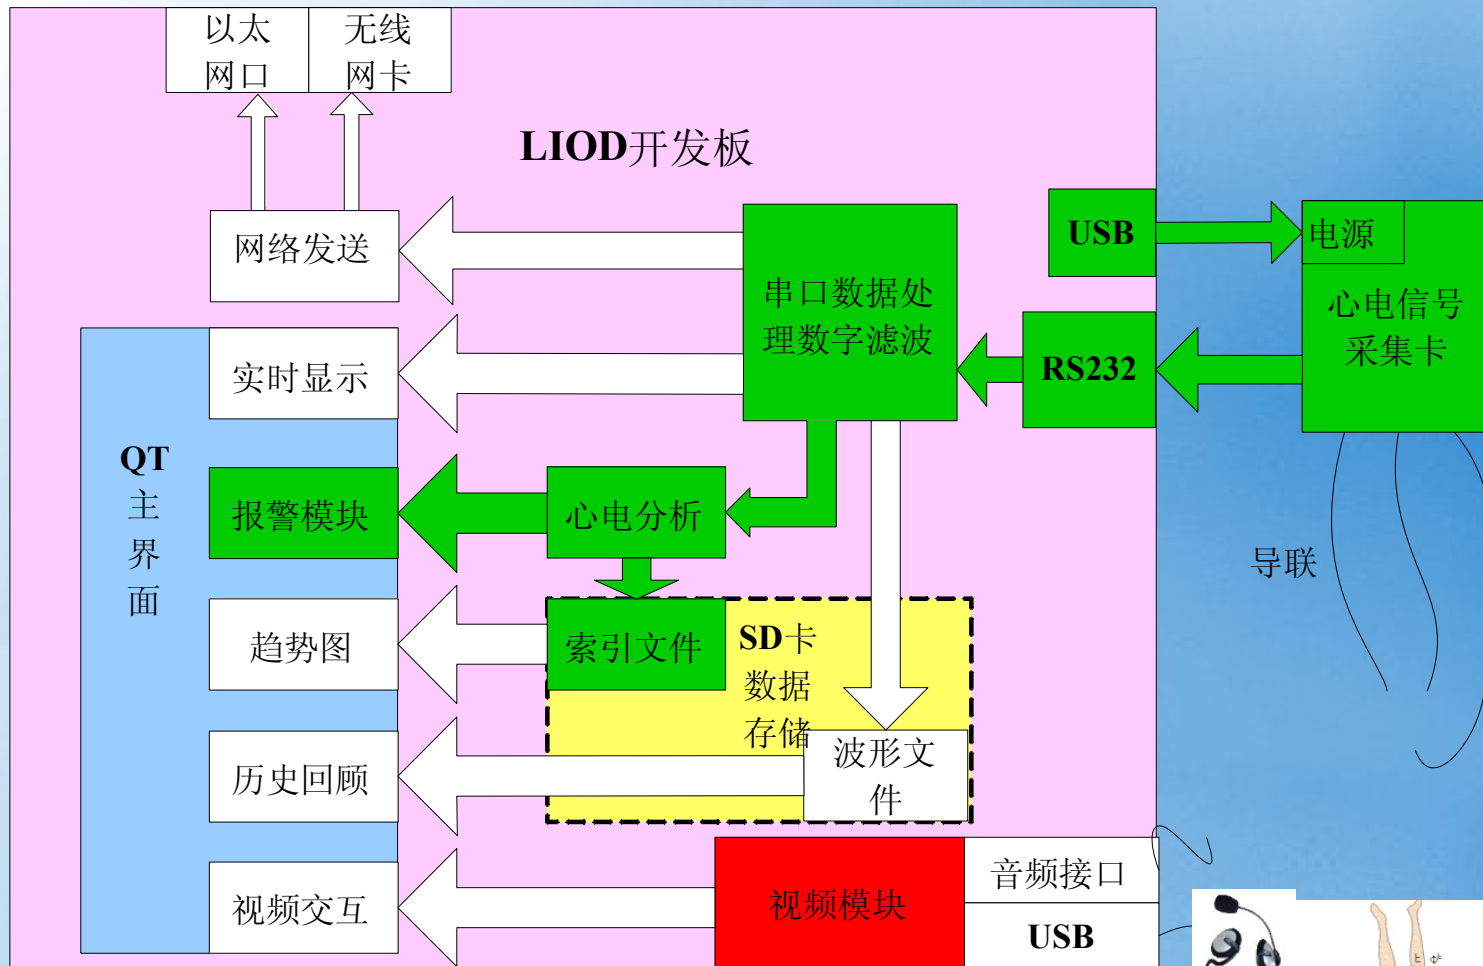 以太
网口
无线
网卡
LIOD开发板
网络发送
串口数据处
理数字滤波
USB
电源
心电信号
采集卡
实时显示
RS232
QT
主
界
面
报警模块
心电分析
导联
趋势图
索引文件
SD卡
数据
存储
历史回顾
波形文
件
视频交互
视频模块
音频接口
USB